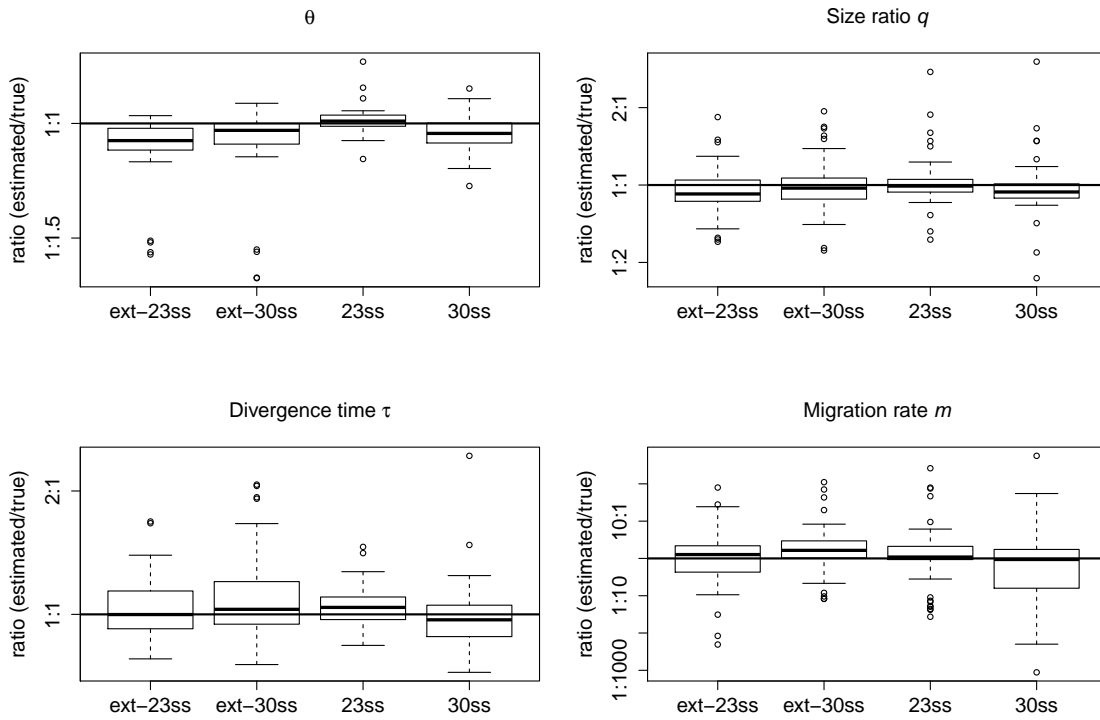 θ
ratio (estimated/true)
1:1
1:1.5
ext−23ss ext−30ss 23ss 30ss
Size ratio q
ratio (estimated/true)
2:1
1:1
1:2
ext−23ss ext−30ss 23ss 30ss
Divergence time τ
ratio (estimated/true)
2:1
1:1
ext−23ss ext−30ss 23ss 30ss
Migration rate m
ratio (estimated/true)
10:1
1:10
1:1000
ext−23ss ext−30ss 23ss 30ss